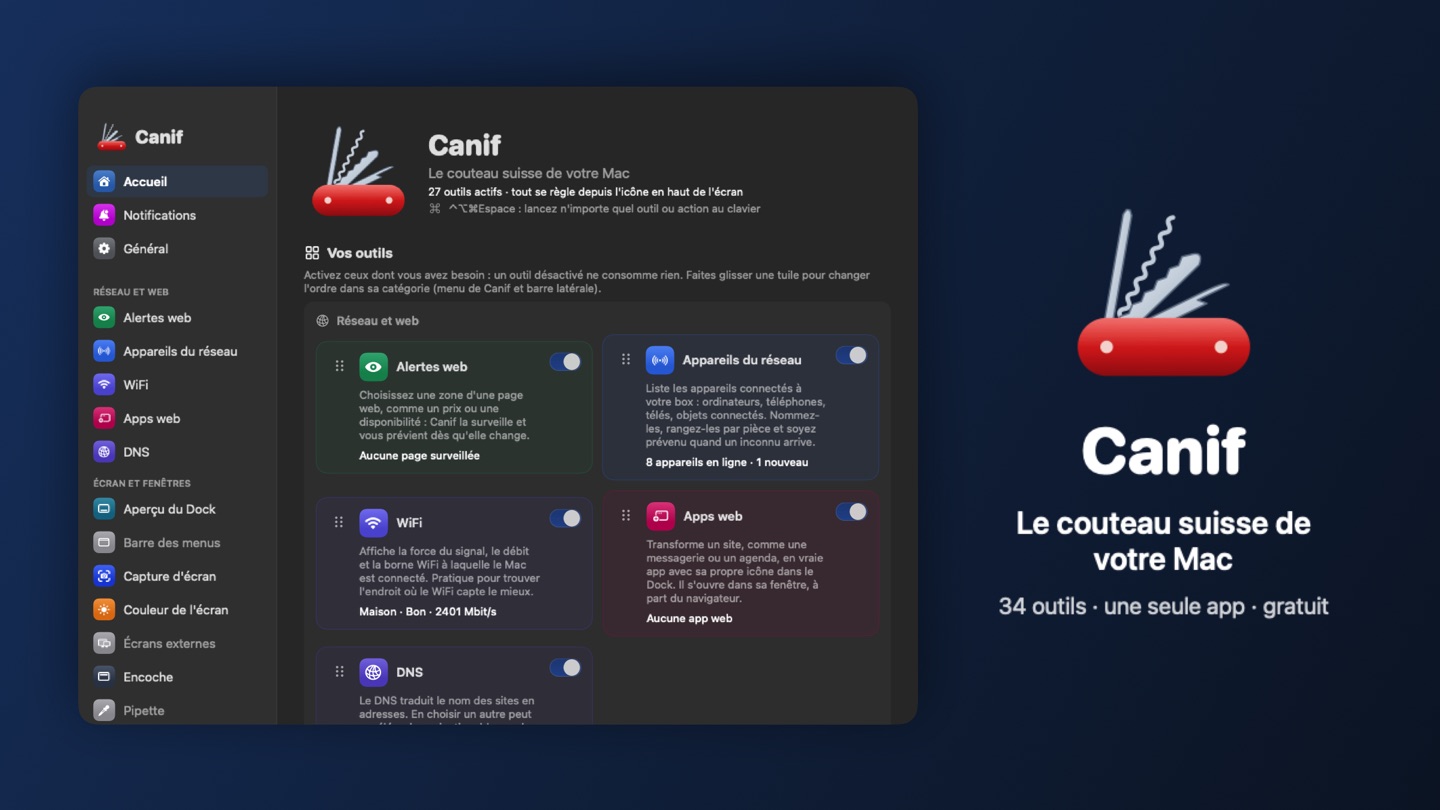 Canif
Accueil
Notifications
Général
RÉSEAU ET WEB
Alertes web
Appareils du réseau
WiFi
Apps web
DNS
ÉCRAN ET FENÊTRES
Aperçu du Dock
Barre des menus
Capture d'écran
Couleur de l'écran
Écrans externes
Encoche
Pipette
Canif
Le couteau suisse de votre Mac
27 outils actifs · tout se règle depuis l'icône en haut de l'écran
⌘ ^⌥⌘Espace : lancez n'importe quel outil ou action au clavier
Vos outils
Activez ceux dont vous avez besoin : un outil désactivé ne consomme rien. Faites glisser une tuile pour changer
l'ordre dans sa catégorie (menu de Canif et barre latérale).
Réseau et web
Alertes web
Choisissez une zone d'une page
web, comme un prix ou une
disponibilité : Canif la surveille et
vous prévient dès qu'elle change.
Aucune page surveillée
Appareils du réseau
Liste les appareils connectés à
votre box : ordinateurs, téléphones,
télés, objets connectés. Nommez-
les, rangez-les par pièce et soyez
prévenu quand un inconnu arrive.
8 appareils en ligne · 1 nouveau
WiFi
Affiche la force du signal, le débit
et la borne WiFi à laquelle le Mac
est connecté. Pratique pour trouver
l'endroit où le WiFi capte le mieux.
Maison · Bon · 2401 Mbit/s
Apps web
Transforme un site, comme une
messagerie ou un agenda, en vraie
app avec sa propre icône dans le
Dock. Il s'ouvre dans sa fenêtre, à
part du navigateur.
Aucune app web
DNS
Le DNS traduit le nom des sites en
adresses. En choisir un autre peut
Canif
Le couteau suisse de
votre Mac
34 outils · une seule app · gratuit